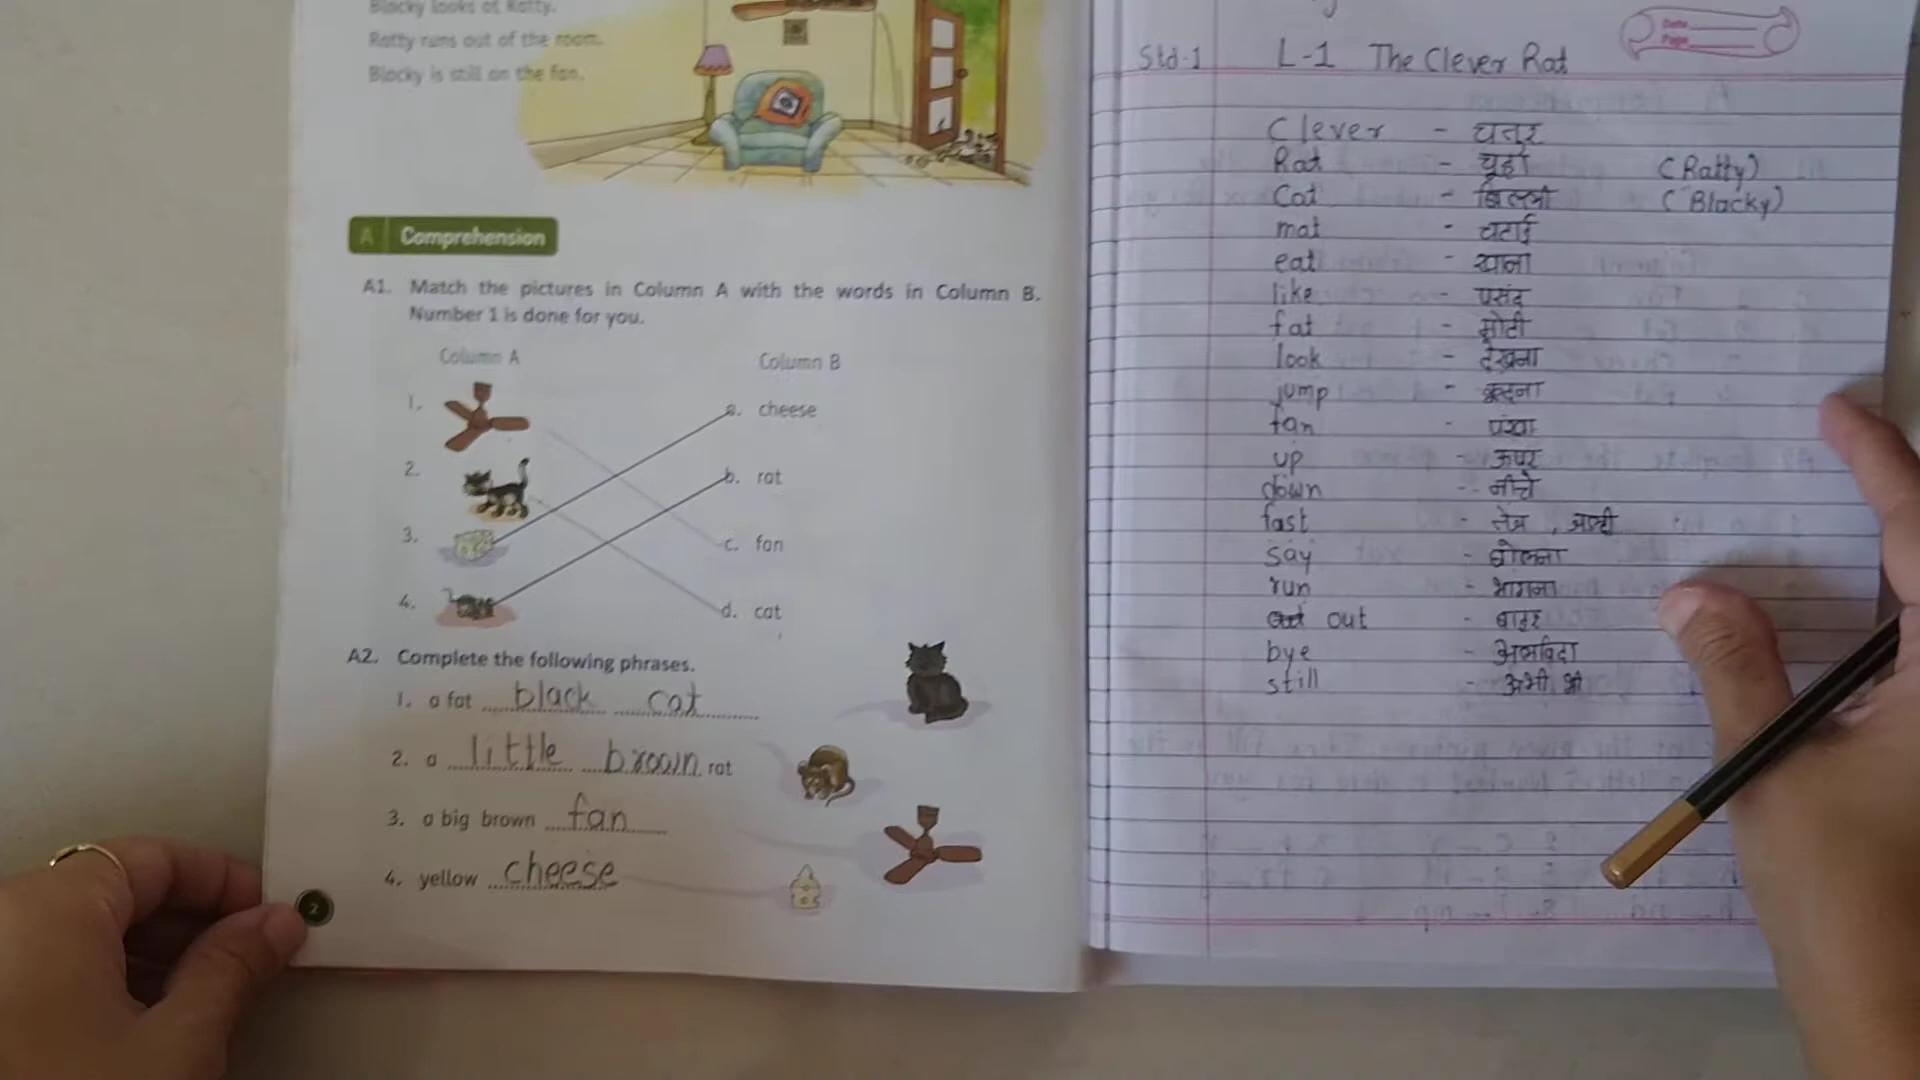 Blacky looks at Ratty.
Ratty runs out of the room.
Blacky is still on the fan.
A Comprehension
A1. Match the pictures in Column A with the words in Column B.
Number 1 is done for you.
Column A
Column B
1.
a. cheese
2.
b. rat
3.
c. fan
4.
d. cat
A2. Complete the following phrases.
1. a fat black cat
2. a little brown rat
3. a big brown fan
4. yellow cheese
2
Date
Page
Std-1 L-1 The Clever Rat
Clever - चतुर
Rat - चूहा (Ratty)
Cat - बिल्ली (Blacky)
mat - चटाई
eat - खाना
like - पसंद
fat - मोटी
look - देखना
jump - कूदना
fan - पंखा
up - ऊपर
down - नीचे
fast - तेज, जल्दी
say - बोलना
run - भागना
out - बाहर
bye - अलविदा
still - अभी भी